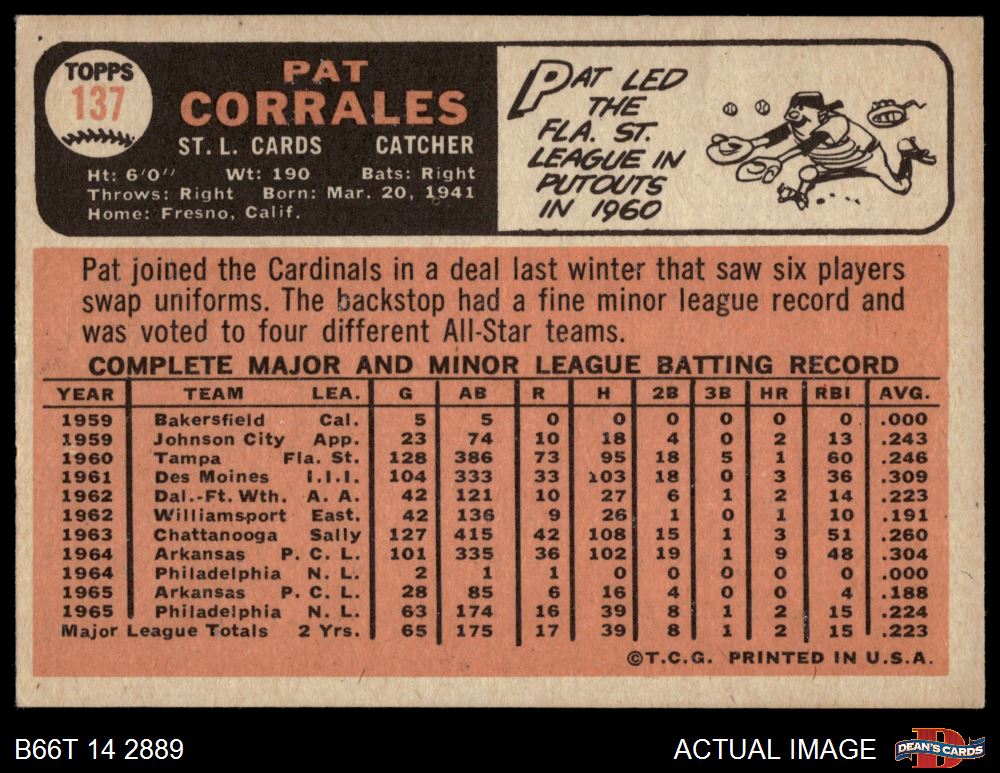 TOPPS
137
PAT
CORRALES
ST. L. CARDS CATCHER
Ht: 6'0" Wt: 190 Bats: Right
Throws: Right Born: Mar. 20, 1941
Home: Fresno, Calif.
PAT LED
THE
FLA. ST.
LEAGUE IN
PUTOUTS
IN 1960
Pat joined the Cardinals in a deal last winter that saw six players
swap uniforms. The backstop had a fine minor league record and
was voted to four different All-Star teams.
COMPLETE MAJOR AND MINOR LEAGUE BATTING RECORD
YEAR TEAM LEA. G AB R H 2B 3B HR RBI AVG.
1959 Bakersfield Cal. 5 5 0 0 0 0 0 0 .000
1959 Johnson City App. 23 74 10 18 4 0 2 13 .243
1960 Tampa Fla. St. 128 386 73 95 18 5 1 60 .246
1961 Des Moines I.I.I. 104 333 33 103 18 0 3 36 .309
1962 Dal.-Ft. Wth. A. A. 42 121 10 27 6 1 2 14 .223
1962 Williamsport East. 42 136 9 26 1 0 1 10 .191
1963 Chattanooga Sally 127 415 42 108 15 1 3 51 .260
1964 Arkansas P. C. L. 101 335 36 102 19 1 9 48 .304
1964 Philadelphia N. L. 2 1 1 0 0 0 0 0 .000
1965 Arkansas P. C. L. 28 85 6 16 4 0 0 4 .188
1965 Philadelphia N. L. 63 174 16 39 8 1 2 15 .224
Major League Totals 2 Yrs. 65 175 17 39 8 1 2 15 .223
©T.C.G. PRINTED IN U.S.A.
B66T 14 2889
ACTUAL IMAGE
DEAN'S CARDS